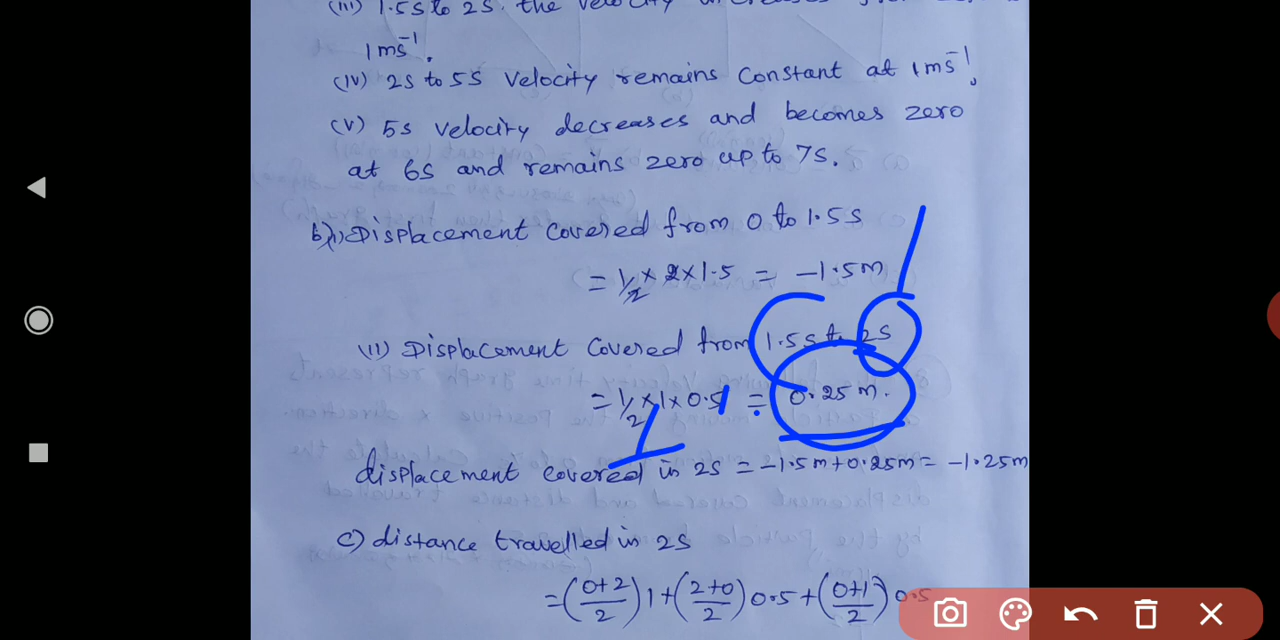 (III) 1.5s to 2s. the velocity increases
1ms⁻¹.
(IV) 2s to 5s velocity remains constant at 1ms⁻¹.
(V) 5s velocity decreases and becomes zero
at 6s and remains zero up to 7s.
b)(i) Displacement covered from 0 to 1.5s
= 1/2 × 2 × 1.5 = -1.5m
(II) Displacement covered from 1.5s to 2s
= 1/2 × 1 × 0.5 = 0.25m.
displacement covered in 2s = -1.5m + 0.25m = -1.25m
c) distance travelled in 2s
= (0+2/2) 1 + (2+0/2) 0.5 + (0+1/2) 0.5